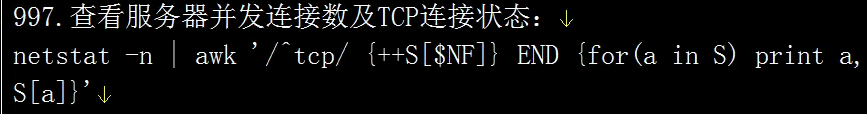 997.查看服务器并发连接数及TCP连接状态：↓
netstat -n | awk '/^tcp/ {++S[$NF]} END {for(a in S) print a,
S[a]}'↓